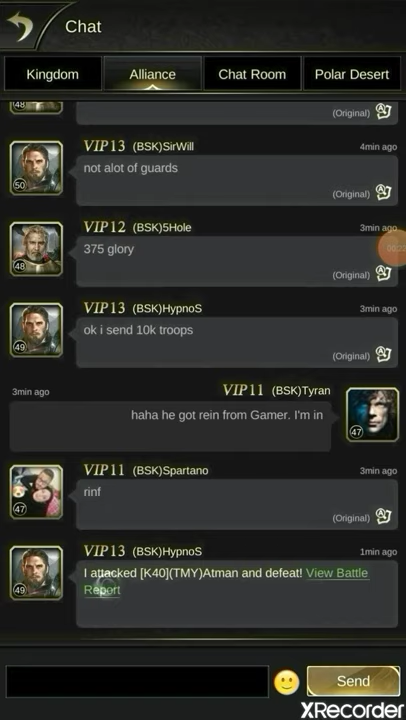 Chat
Kingdom
Alliance
Chat Room
Polar Desert
48
(Original)
VIP13 (BSK)SirWill
4min ago
50
not alot of guards
(Original)
VIP12 (BSK)5Hole
3min ago
48
375 glory
(Original)
VIP13 (BSK)HypnoS
3min ago
49
ok i send 10k troops
(Original)
3min ago
VIP11 (BSK)Tyran
haha he got rein from Gamer. I'm in
47
VIP11 (BSK)Spartano
3min ago
47
rinf
(Original)
VIP13 (BSK)HypnoS
1min ago
49
I attacked [K40](TMY)Atman and defeat! View Battle
Report
Send
XRecorder